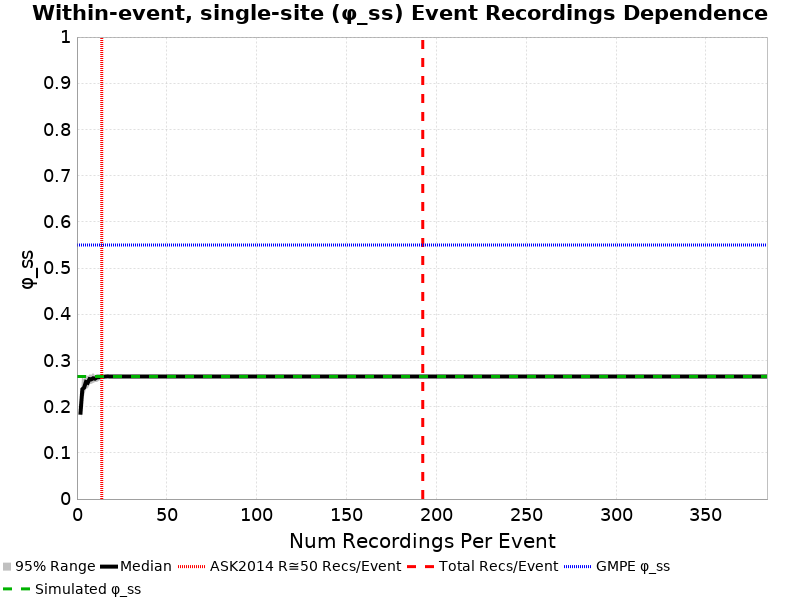 Within-event, single-site (φ_ss) Event Recordings Dependence
1
0.9
0.8
0.7
0.6
0.5
0.4
0.3
0.2
0.1
0
φ_ss
0 50 100 150 200 250 300 350
Num Recordings Per Event
95% Range Median ASK2014 R≅50 Recs/Event Total Recs/Event GMPE φ_ss
Simulated φ_ss